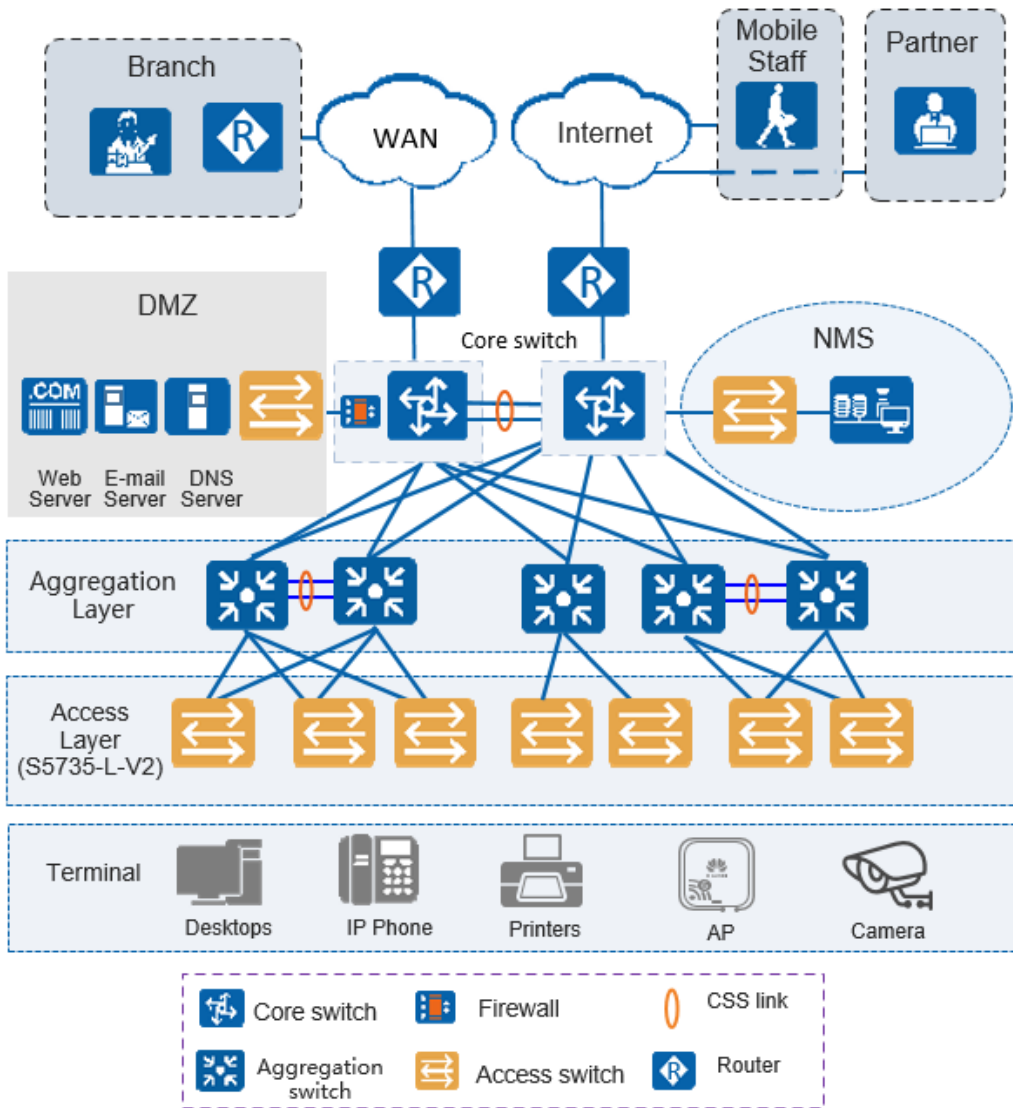 Branch
WAN
Internet
Mobile
Staff
Partner
R
R
R
DMZ
Core switch
NMS
.COM
Web
Server
E-mail
Server
DNS
Server
Aggregation
Layer
Access
Layer
(S5735-L-V2)
Terminal
Desktops
IP Phone
Printers
AP
Camera
Core switch
Firewall
CSS link
Aggregation
switch
Access switch
R
Router